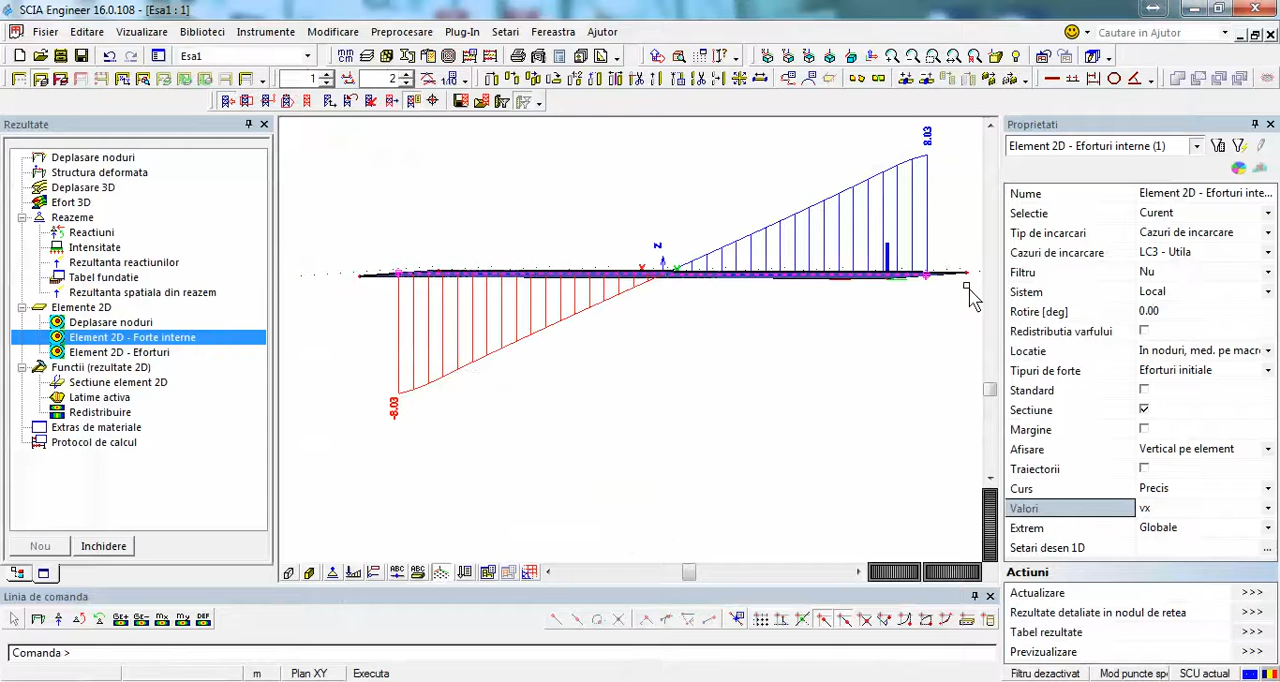 SCIA Engineer 16.0.108 - [Esa1 : 1]
Fisier Editare Vizualizare Biblioteci Instrumente Modificare Preprocesare Plug-In Setari Fereastra Ajutor
Cautare in Ajutor
Esa1
1 2
Rezultate
Deplasare noduri
Structura deformata
Deplasare 3D
Efort 3D
Reazeme
Reactiuni
Intensitate
Rezultanta reactiunilor
Tabel fundatie
Rezultanta spatiala din reazem
Elemente 2D
Deplasare noduri
Element 2D - Forte interne
Element 2D - Eforturi
Functii (rezultate 2D)
Sectiune element 2D
Latime activa
Redistribuire
Extras de materiale
Protocol de calcul
Nou Inchidere
8.03
z
x
-8.03
Proprietati
Element 2D - Eforturi interne (1)
Nume Element 2D - Eforturi inte...
Selectie Curent
Tip de incarcari Cazuri de incarcare
Cazuri de incarcare LC3 - Utila
Filtru Nu
Sistem Local
Rotire [deg] 0.00
Redistributia varfului
Locatie In noduri, med. pe macro
Tipuri de forte Eforturi initiale
Standard
Sectiune
Margine
Afisare Vertical pe element
Traiectorii
Curs Precis
Valori vx
Extrem Globale
Setari desen 1D ...
Actiuni
Actualizare >>>
Rezultate detaliate in nodul de retea >>>
Tabel rezultate >>>
Previzualizare >>>
Linia de comanda
Comanda >
m Plan XY Executa Filtru dezactivat Mod puncte sp SCU actual